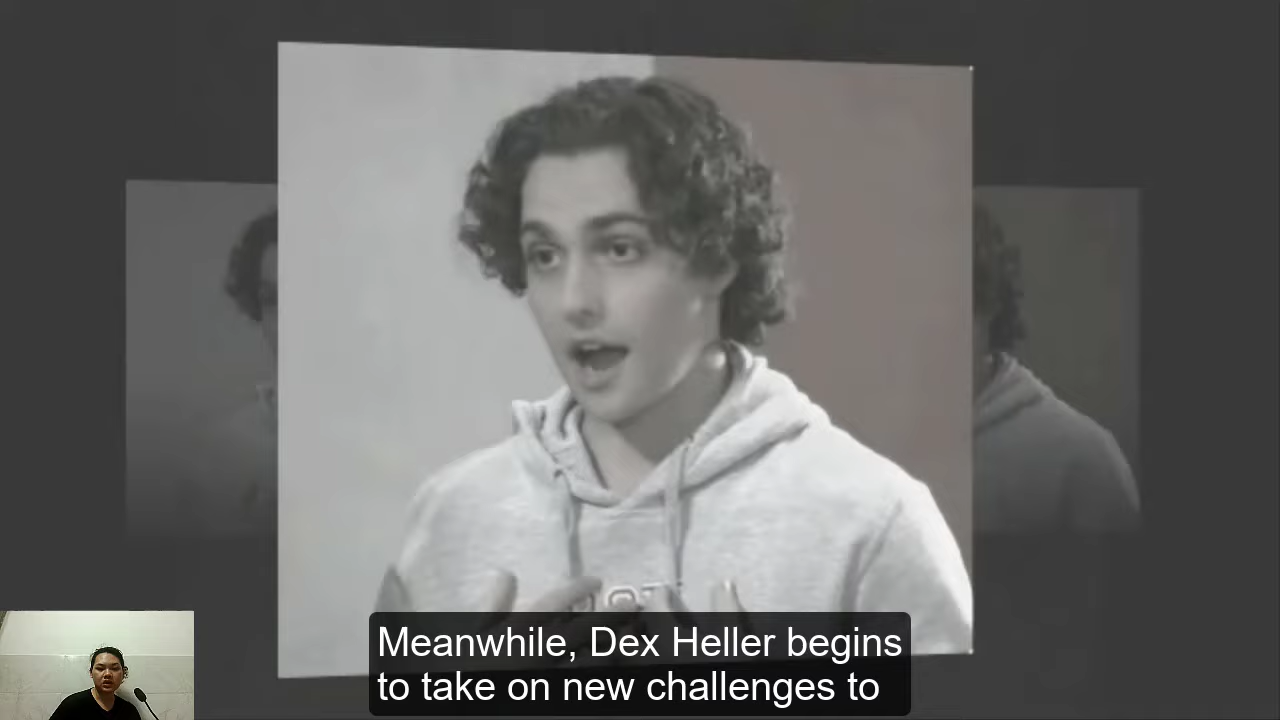 Meanwhile, Dex Heller begins
to take on new challenges to